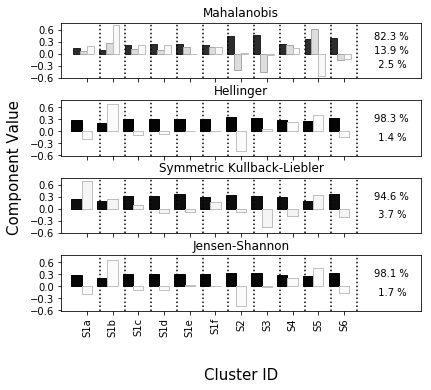 Mahalanobis
0.6
0.3
0.0
−0.3
−0.6
82.3 %
13.9 %
2.5 %
Hellinger
0.6
0.3
0.0
−0.3
−0.6
98.3 %
1.4 %
Symmetric Kullback-Liebler
0.6
0.3
0.0
−0.3
−0.6
94.6 %
3.7 %
Jensen-Shannon
0.6
0.3
0.0
−0.3
−0.6
98.1 %
1.7 %
Component Value
S1a
S1b
S1c
S1d
S1e
S1f
S2
S3
S4
S5
S6
Cluster ID